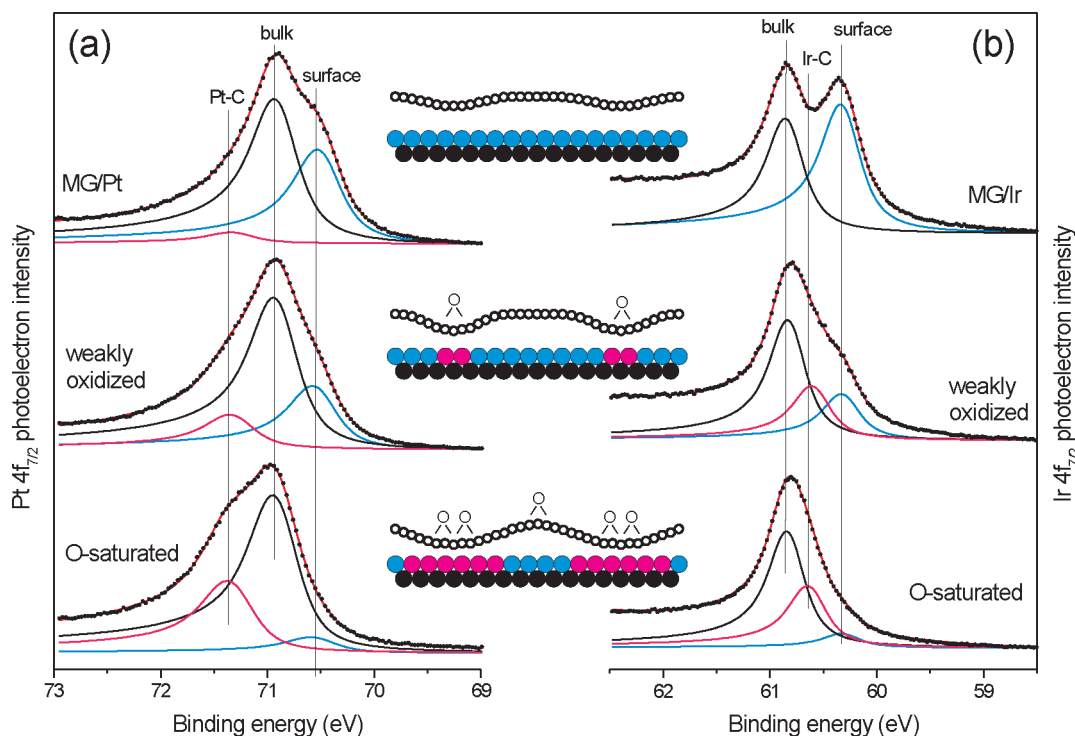 (a)
bulk
surface
Pt-C
MG/Pt
weakly
oxidized
O-saturated
Pt 4f7/2 photoelectron intensity
73 72 71 70 69
Binding energy (eV)
(b)
bulk
surface
Ir-C
MG/Ir
weakly
oxidized
O-saturated
Ir 4f7/2 photoelectron intensity
62 61 60 59
Binding energy (eV)